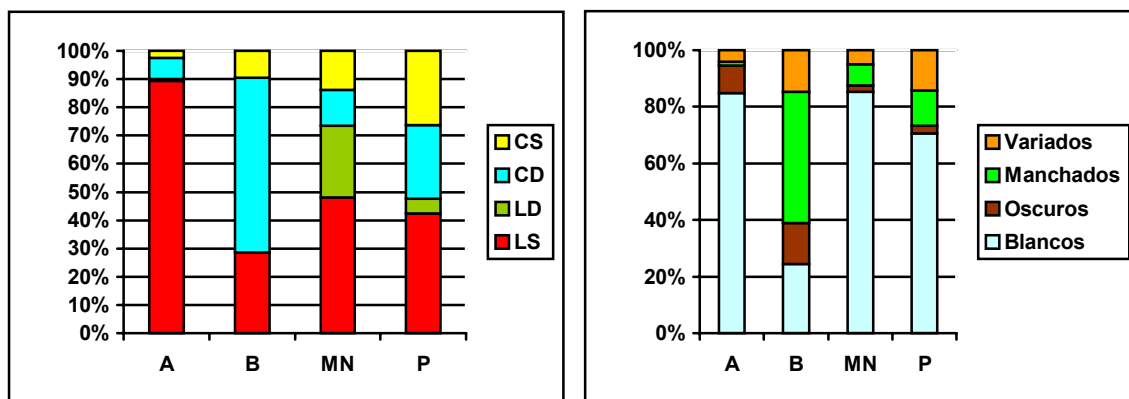 100%
90%
80%
70%
60%
50%
40%
30%
20%
10%
0%
A B MN P
CS
CD
LD
LS
100%
80%
60%
40%
20%
0%
A B MN P
Variados
Manchados
Oscuros
Blancos